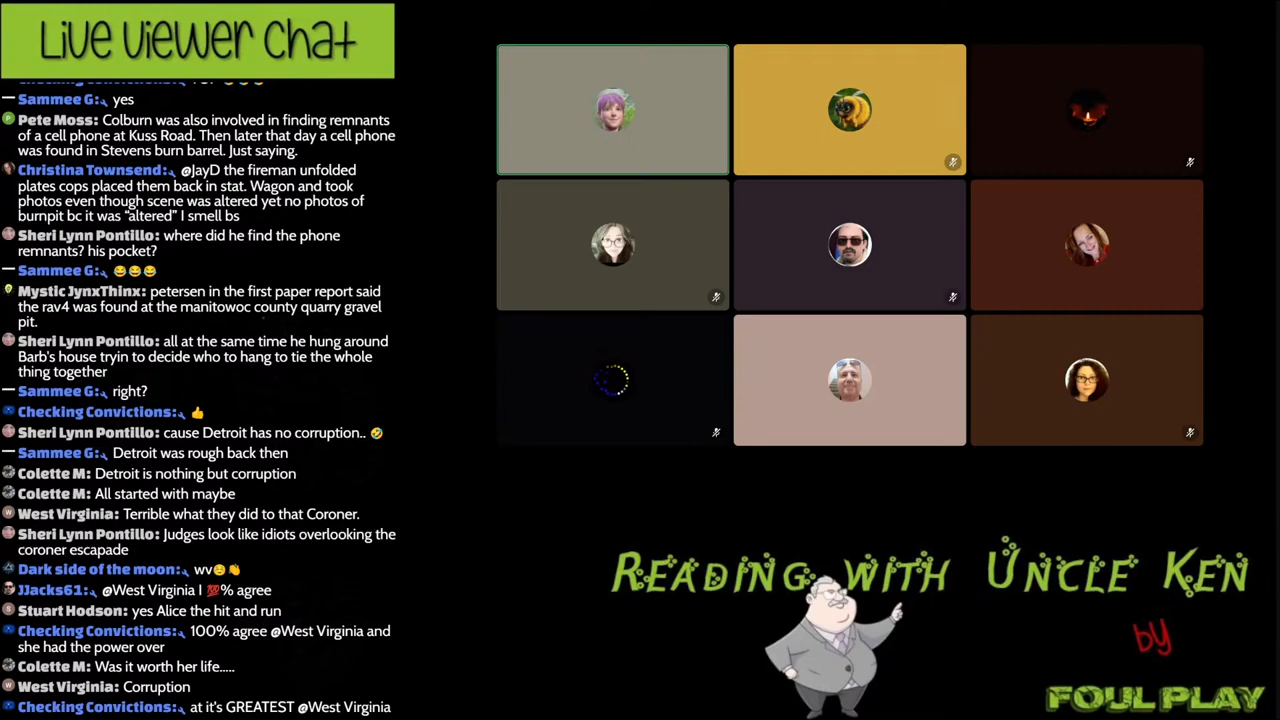 Live Viewer Chat
Sammee G: yes
Pete Moss: Colburn was also involved in finding remnants
of a cell phone at Kuss Road. Then later that day a cell phone
was found in Stevens burn barrel. Just saying.
Christina Townsend: @JayD the fireman unfolded
plates cops placed them back in stat. Wagon and took
photos even though scene was altered yet no photos of
burnpit bc it was “altered” I smell bs
Sheri Lynn Pontillo: where did he find the phone
remnants? his pocket?
Sammee G: 😂😂😂
Mystic JynxThinx: petersen in the first paper report said
the rav4 was found at the manitowoc county quarry gravel
pit.
Sheri Lynn Pontillo: all at the same time he hung around
Barb's house tryin to decide who to hang to tie the whole
thing together
Sammee G: right?
Checking Convictions: 👍
Sheri Lynn Pontillo: cause Detroit has no corruption.. 🤣
Sammee G: Detroit was rough back then
Colette M: Detroit is nothing but corruption
Colette M: All started with maybe
West Virginia: Terrible what they did to that Coroner.
Sheri Lynn Pontillo: Judges look like idiots overlooking the
coroner escapade
Dark side of the moon: wv☺️👏
JJacks61: @West Virginia I 💯% agree
Stuart Hodson: yes Alice the hit and run
Checking Convictions: 100% agree @West Virginia and
she had the power over
Colette M: Was it worth her life.....
West Virginia: Corruption
Checking Convictions: at it's GREATEST @West Virginia
Reading with Uncle Ken
by
FOUL PLAY